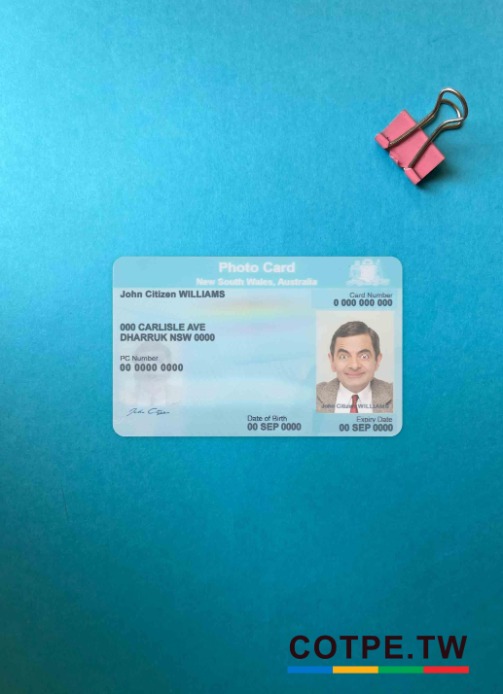 Photo Card
New South Wales, Australia
John Citizen WILLIAMS
Card Number
0 000 000 000
000 CARLISLE AVE
DHARRUK NSW 0000
PC Number
00 0000 0000
John Citizen WILLIAMS
Date of Birth
00 SEP 0000
Expiry Date
00 SEP 0000
COTPE.TW